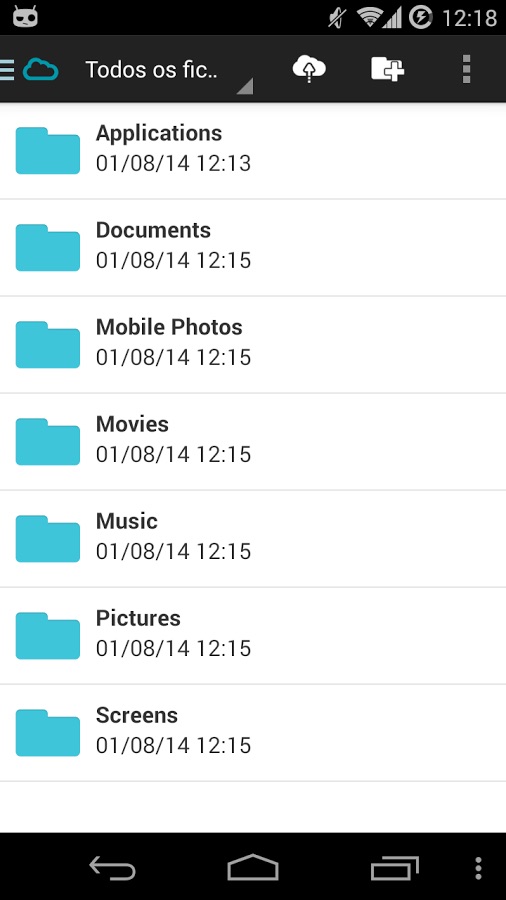 12:18
Todos os fic..
Applications
01/08/14 12:13
Documents
01/08/14 12:15
Mobile Photos
01/08/14 12:15
Movies
01/08/14 12:15
Music
01/08/14 12:15
Pictures
01/08/14 12:15
Screens
01/08/14 12:15